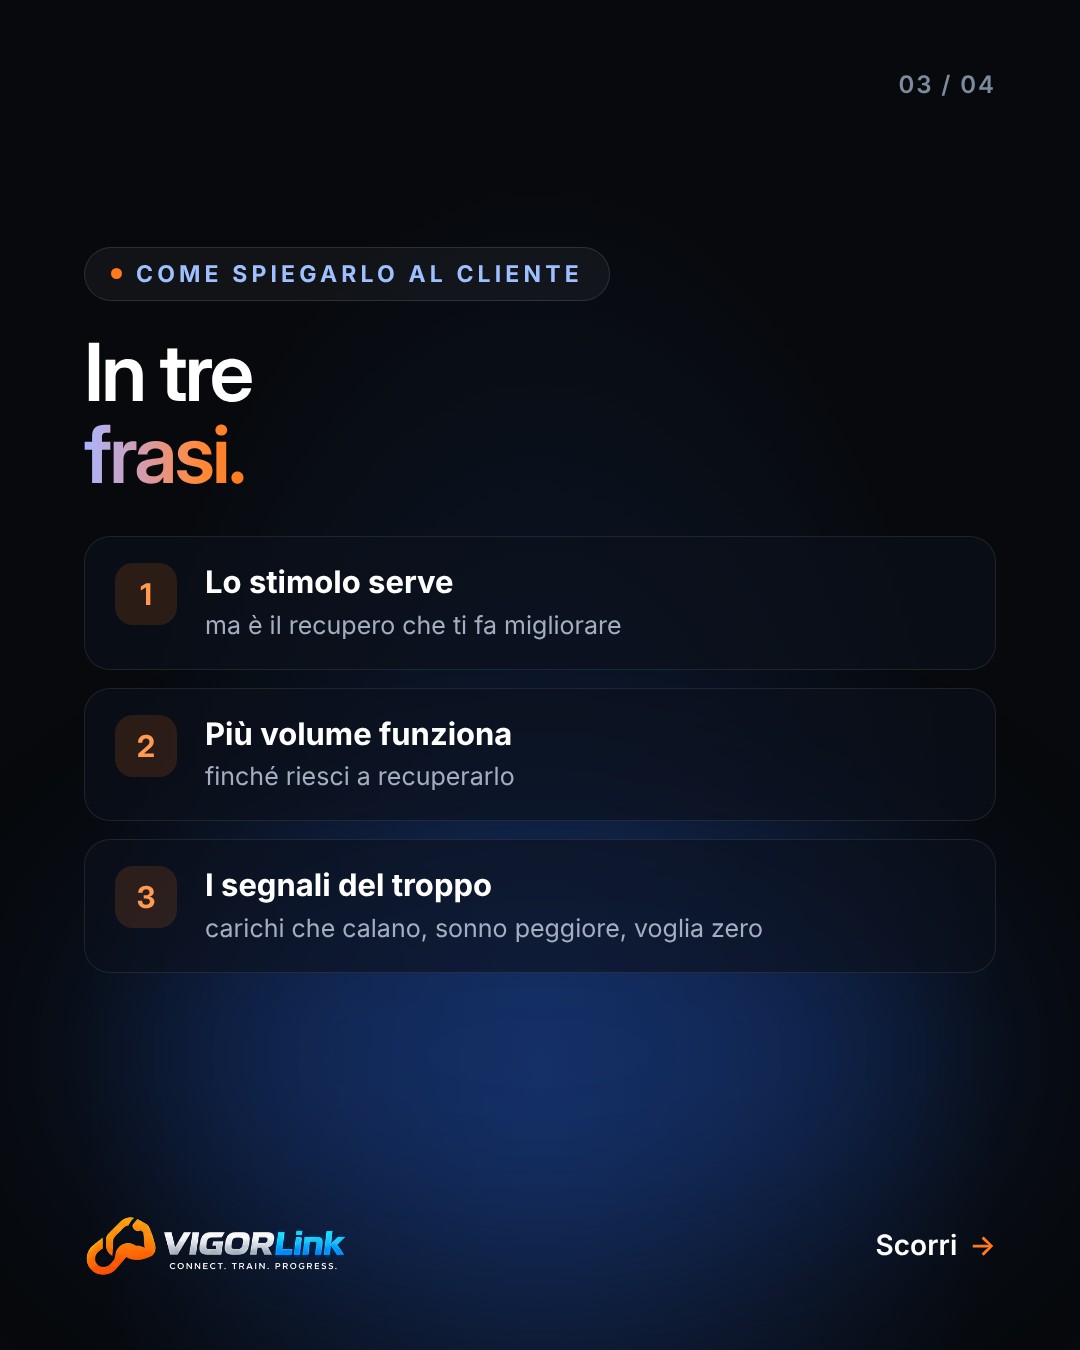 03 / 04
COME SPIEGARLO AL CLIENTE
In tre
frasi.
1
Lo stimolo serve
ma è il recupero che ti fa migliorare
2
Più volume funziona
finché riesci a recuperarlo
3
I segnali del troppo
carichi che calano, sonno peggiore, voglia zero
VIGORLink
CONNECT. TRAIN. PROGRESS.
Scorri →